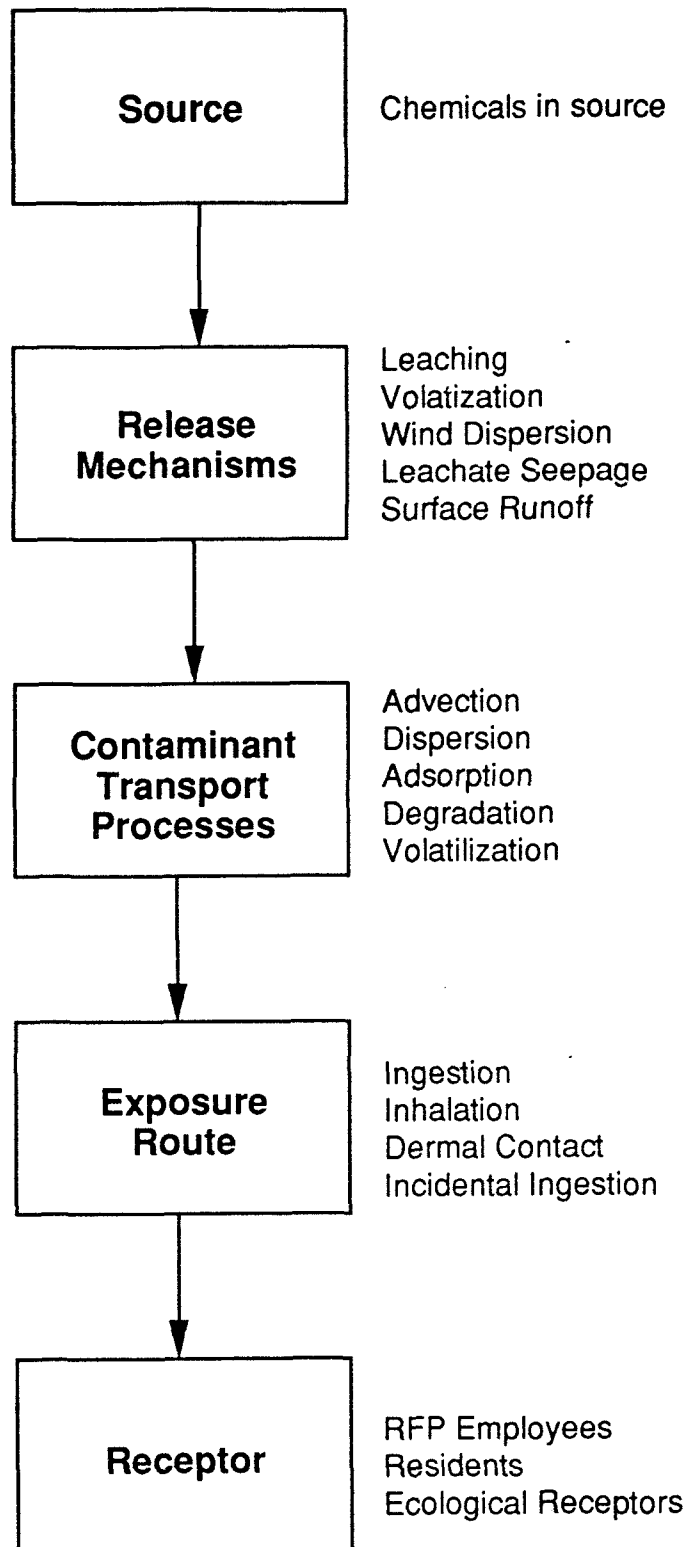 Source
Chemicals in source
Release
Mechanisms
Leaching
Volatization
Wind Dispersion
Leachate Seepage
Surface Runoff
Contaminant
Transport
Processes
Advection
Dispersion
Adsorption
Degradation
Volatilization
Exposure
Route
Ingestion
Inhalation
Dermal Contact
Incidental Ingestion
Receptor
RFP Employees
Residents
Ecological Receptors